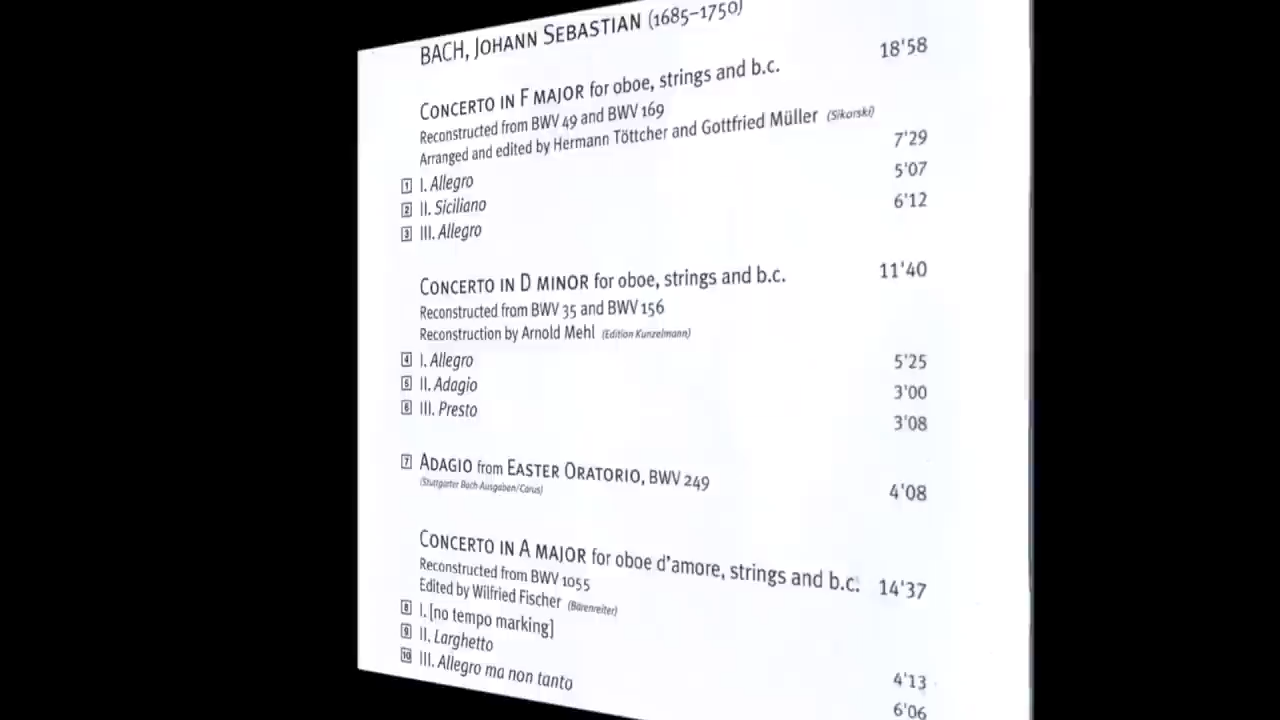 BACH, JOHANN SEBASTIAN (1685–1750)
CONCERTO IN F MAJOR for oboe, strings and b.c. 18'58
Reconstructed from BWV 49 and BWV 169
Arranged and edited by Hermann Töttcher and Gottfried Müller (Sikorski)
1 I. Allegro 7'29
2 II. Siciliano 5'07
3 III. Allegro 6'12
CONCERTO IN D MINOR for oboe, strings and b.c. 11'40
Reconstructed from BWV 35 and BWV 156
Reconstruction by Arnold Mehl (Edition Kunzelmann)
4 I. Allegro 5'25
5 II. Adagio 3'00
6 III. Presto 3'08
7 ADAGIO from EASTER ORATORIO, BWV 249 4'08
(Stuttgarter Bach Ausgaben/Carus)
CONCERTO IN A MAJOR for oboe d'amore, strings and b.c. 14'37
Reconstructed from BWV 1055
Edited by Wilfried Fischer (Bärenreiter)
8 I. [no tempo marking] 4'13
9 II. Larghetto 6'06
10 III. Allegro ma non tanto